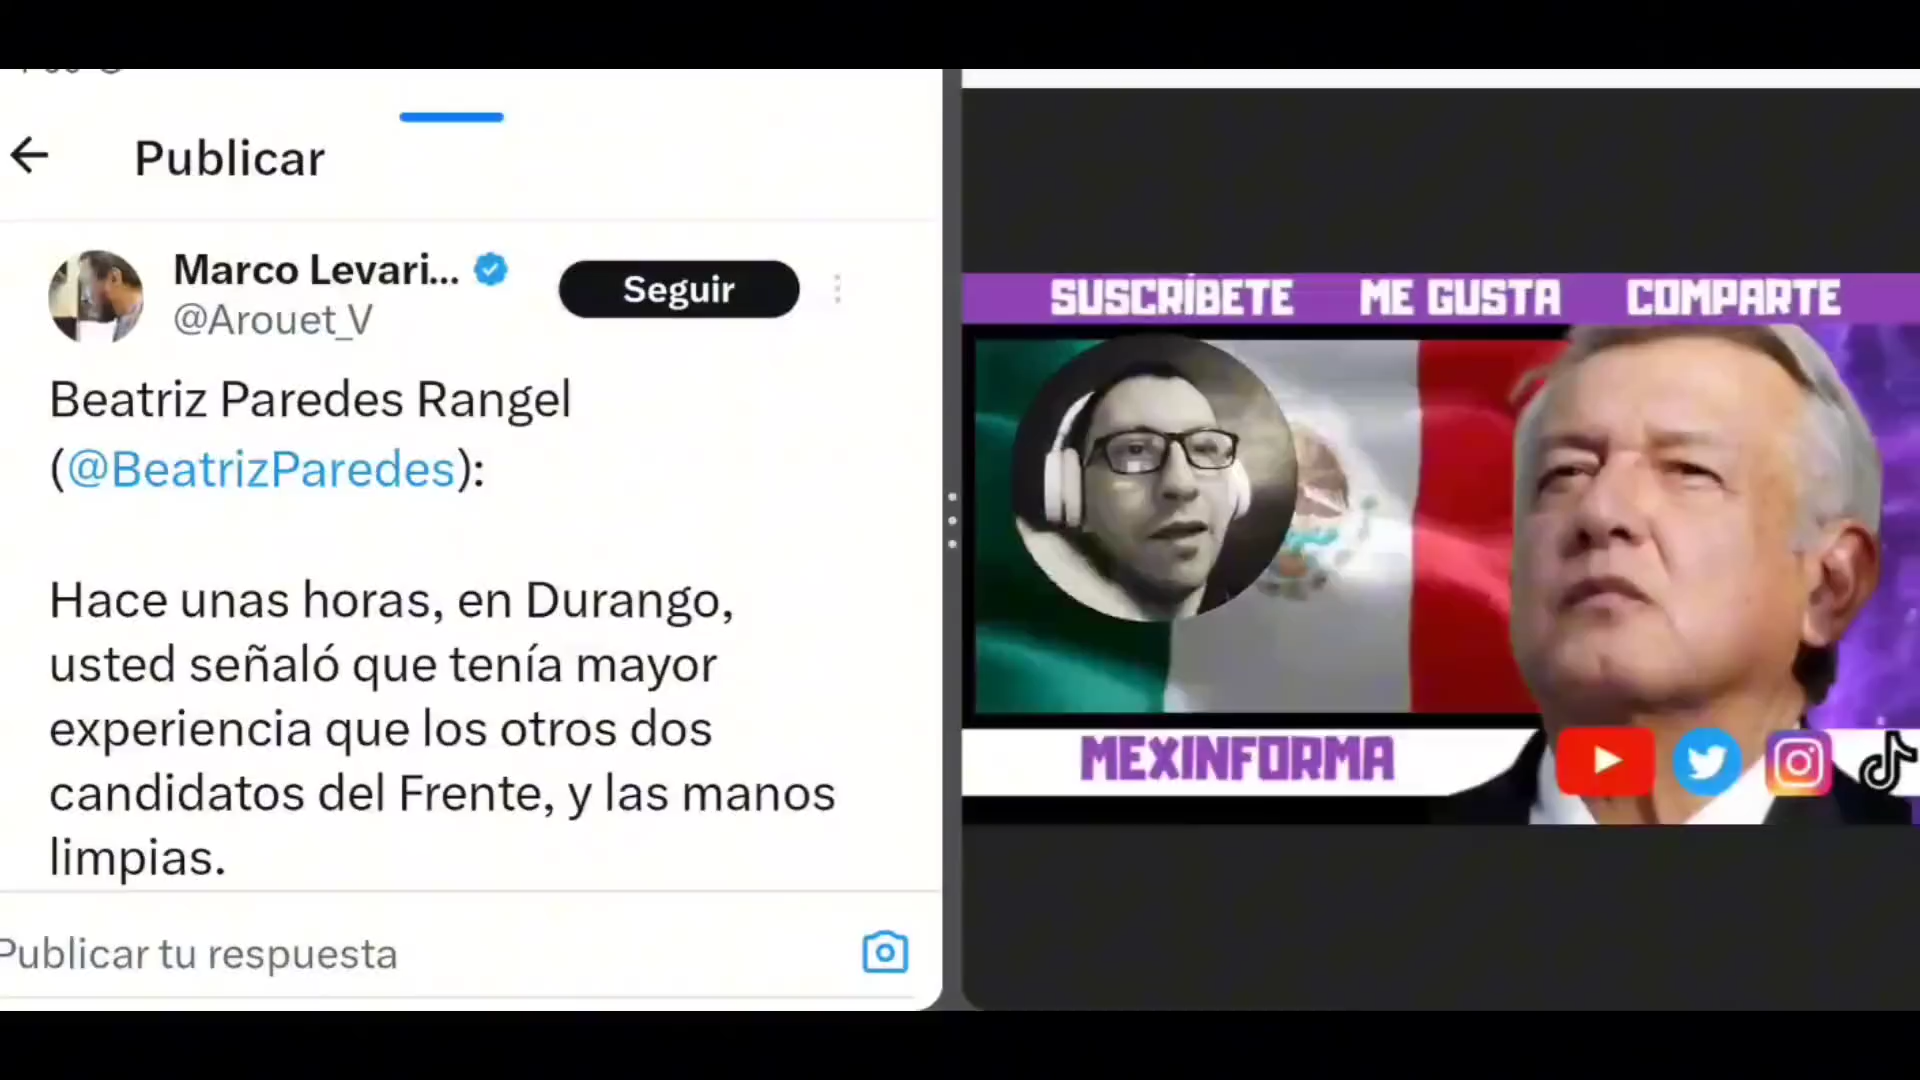 Publicar
Marco Levari...
Seguir
@Arouet_V
Beatriz Paredes Rangel
(@BeatrizParedes):
Hace unas horas, en Durango,
usted señaló que tenía mayor
experiencia que los otros dos
candidatos del Frente, y las manos
limpias.
Publicar tu respuesta
SUSCRÍBETE ME GUSTA COMPARTE
MEXINFORMA